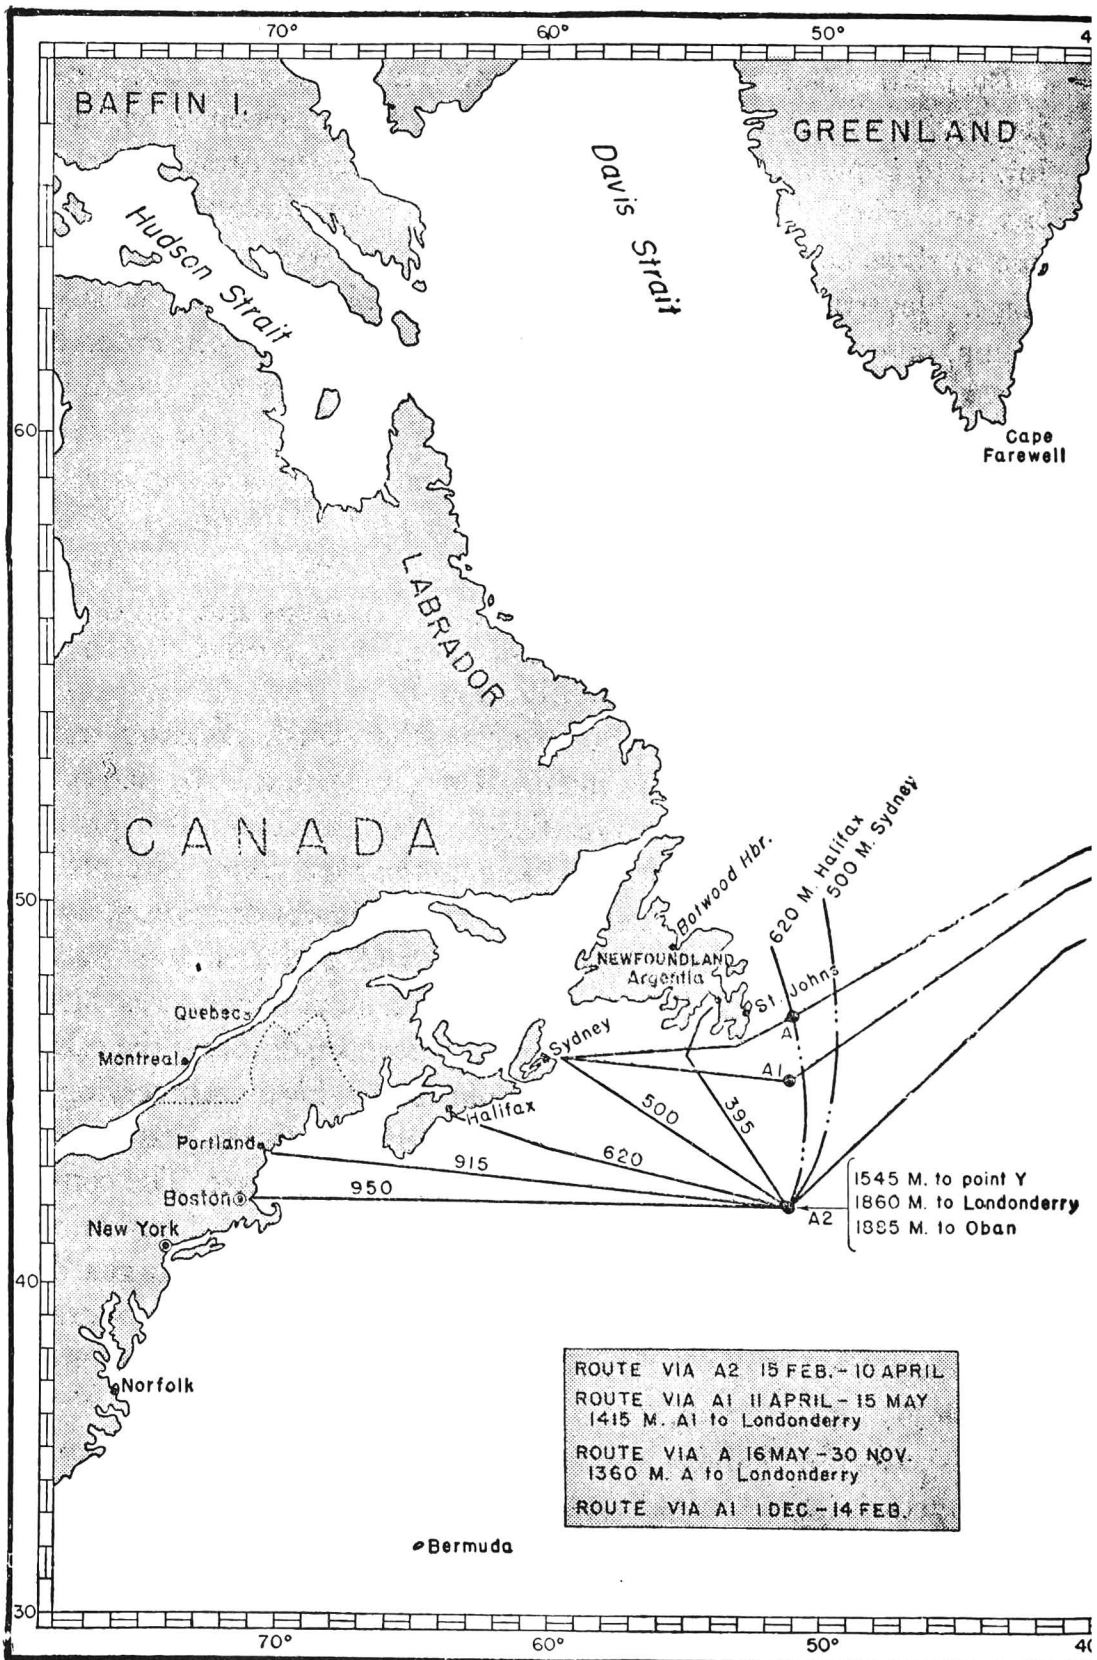 70°
60°
50°
4
BAFFIN I.
GREENLAND
Davis Strait
Hudson Strait
60
Cape
Farewell
LABRADOR
CANADA
620 M. Halifax
500 M. Sydney
50
Botwood Hbr.
NEWFOUNDLAND
Argentia
St. Johns
Quebec
A
Sydney
Montreal
A1
500
395
Halifax
Portland
620
915
Boston
950
1545 M. to point Y
1860 M. to Londonderry
1885 M. to Oban
A2
New York
40
ROUTE VIA A2 15 FEB.-10 APRIL
ROUTE VIA A1 11 APRIL-15 MAY
1415 M. A1 to Londonderry
ROUTE VIA A 16 MAY-30 NOV.
1360 M. A to Londonderry
ROUTE VIA A1 1 DEC.-14 FEB.
Norfolk
Bermuda
30
70°
60°
50°
40